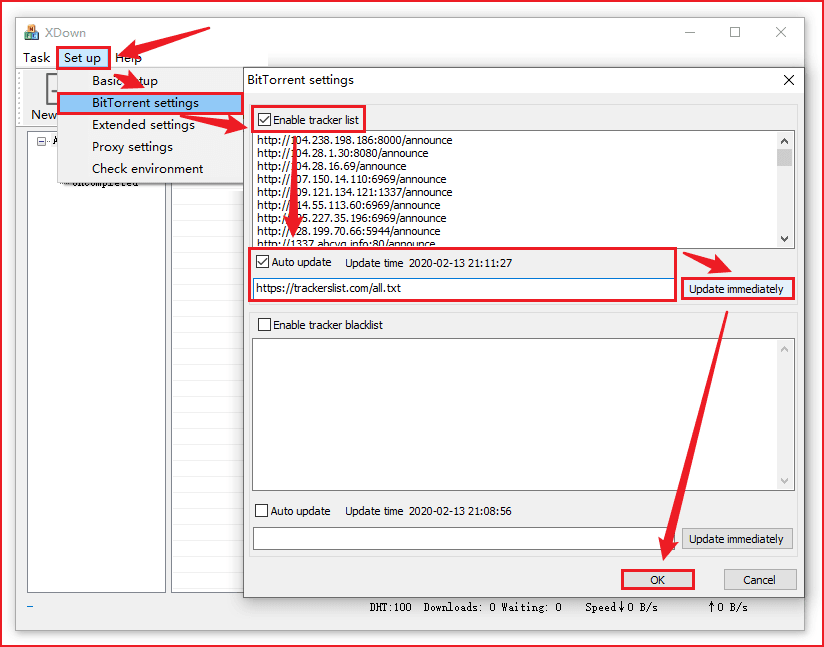 XDown
Task Set up Help
Basic Setup
BitTorrent settings
Extended settings
Proxy settings
Check environment
New
Uncompleted
BitTorrent settings
Enable tracker list
http://104.238.198.186:8000/announce
http://104.28.1.30:8080/announce
http://104.28.16.69/announce
http://107.150.14.110:6969/announce
http://109.121.134.121:1337/announce
http://114.55.113.60:6969/announce
http:// 95.227.35.196:6969/announce
http://128.199.70.66:5944/announce
http://1337.abcvg.info:80/announce
Auto update Update time 2020-02-13 21:11:27
https://trackerslist.com/all.txt
Update immediately
Enable tracker blacklist
Auto update Update time 2020-02-13 21:08:56
Update immediately
OK Cancel
DHT:100 Downloads: 0 Waiting: 0 Speed↓0 B/s ↑0 B/s